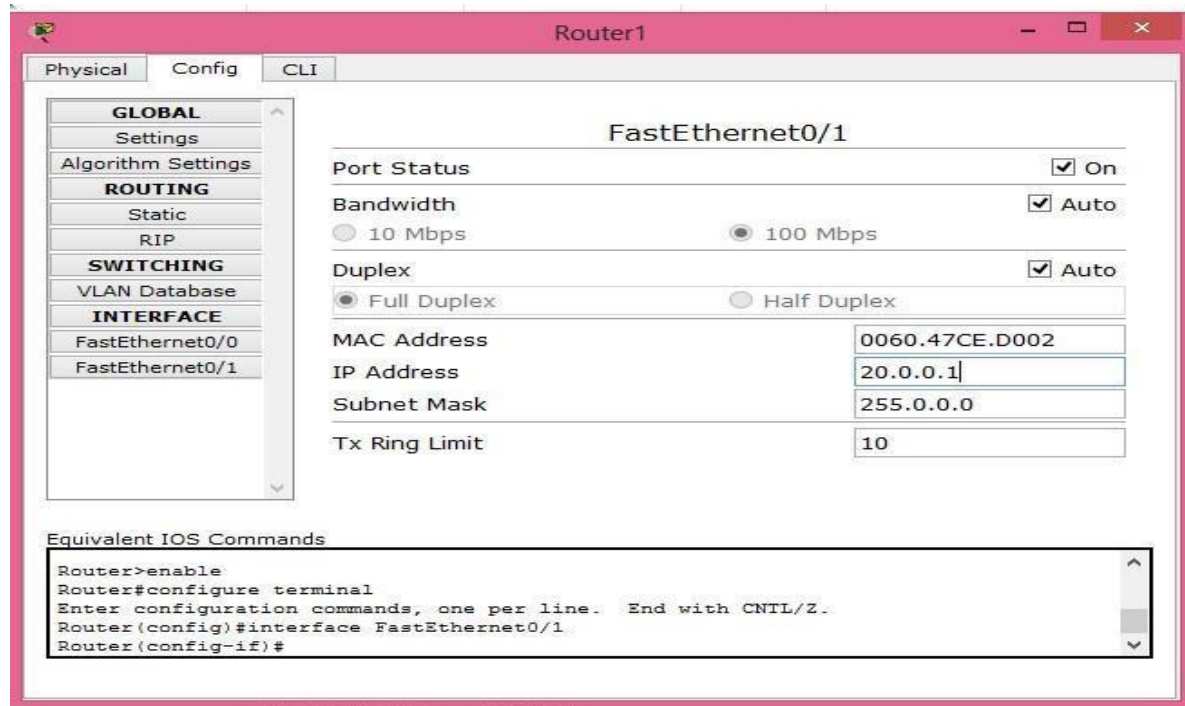 Router1
Physical Config CLI
GLOBAL
Settings
Algorithm Settings
ROUTING
Static
RIP
SWITCHING
VLAN Database
INTERFACE
FastEthernet0/0
FastEthernet0/1
FastEthernet0/1
Port Status On
Bandwidth Auto
10 Mbps 100 Mbps
Duplex Auto
Full Duplex Half Duplex
MAC Address 0060.47CE.D002
IP Address 20.0.0.1
Subnet Mask 255.0.0.0
Tx Ring Limit 10
Equivalent IOS Commands
Router>enable
Router#configure terminal
Enter configuration commands, one per line.  End with CNTL/Z.
Router(config)#interface FastEthernet0/1
Router(config-if)#